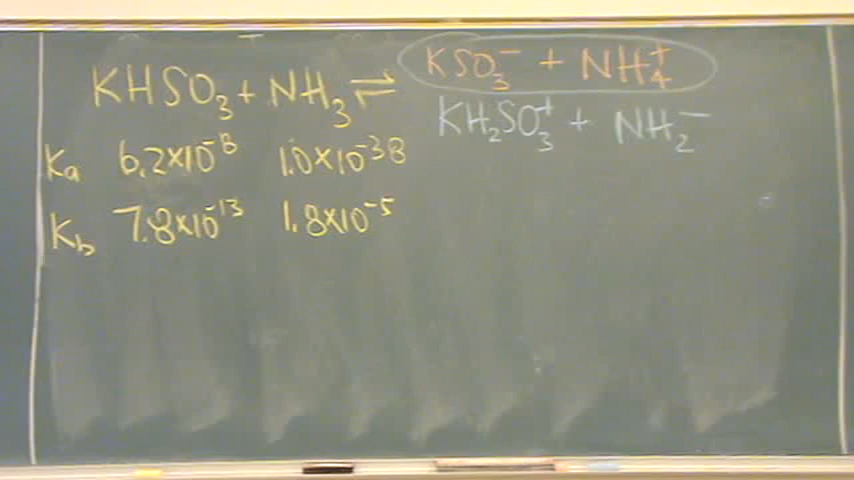 KHSO₃ + NH₃ ⇌ KSO₃⁻ + NH₄⁺
KH₂SO₃⁺ + NH₂⁻
Ka 6.2×10⁻⁸ 1.0×10⁻³⁸
Kb 7.8×10⁻¹³ 1.8×10⁻⁵